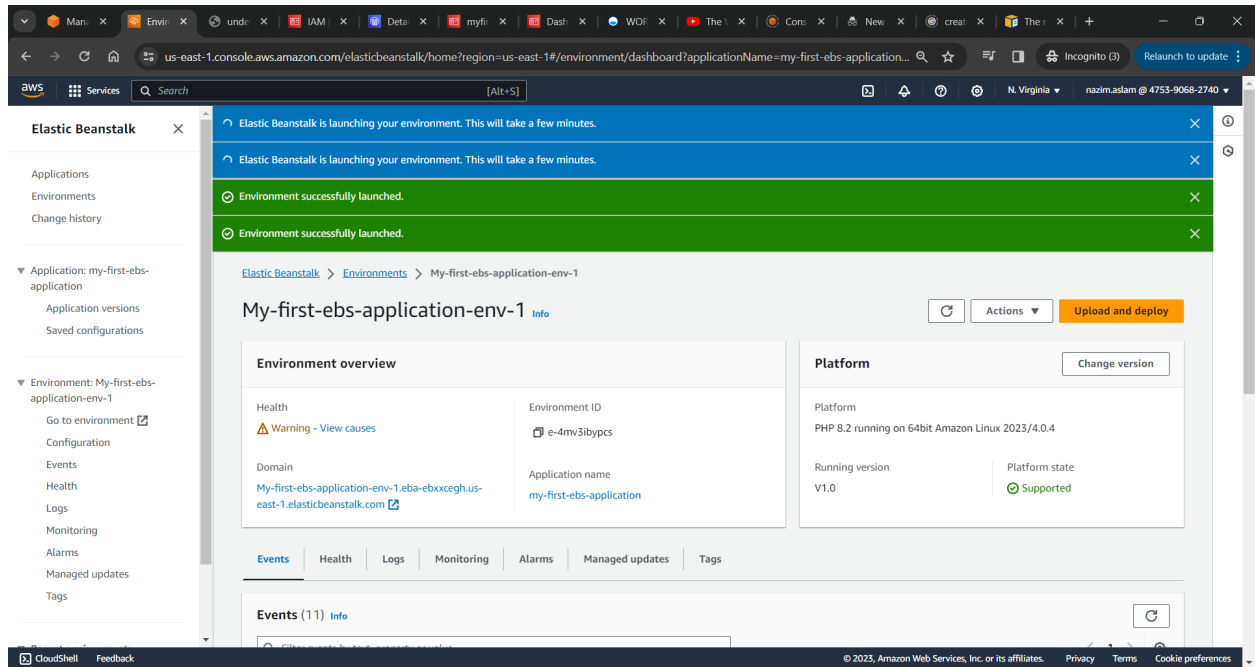 Mana
Envir
unde
IAM
Detai
myfir
Dash
WOR
The
Cons
New
creat
The r
us-east-1.console.aws.amazon.com/elasticbeanstalk/home?region=us-east-1#/environment/dashboard?applicationName=my-first-ebs-application...
Incognito (3)
Relaunch to update
aws
Services
Search
[Alt+S]
N. Virginia
nazim.aslam @ 4753-9068-2740
Elastic Beanstalk
Applications
Environments
Change history
Application: my-first-ebs-
application
Application versions
Saved configurations
Environment: My-first-ebs-
application-env-1
Go to environment
Configuration
Events
Health
Logs
Monitoring
Alarms
Managed updates
Tags
Elastic Beanstalk is launching your environment. This will take a few minutes.
Elastic Beanstalk is launching your environment. This will take a few minutes.
Environment successfully launched.
Environment successfully launched.
Elastic Beanstalk > Environments > My-first-ebs-application-env-1
My-first-ebs-application-env-1 Info
Actions
Upload and deploy
Environment overview
Health
Warning - View causes
Domain
My-first-ebs-application-env-1.eba-ebxxcegh.us-
east-1.elasticbeanstalk.com
Environment ID
e-4mv3ibypcs
Application name
my-first-ebs-application
Platform
Change version
Platform
PHP 8.2 running on 64bit Amazon Linux 2023/4.0.4
Running version
V1.0
Platform state
Supported
Events
Health
Logs
Monitoring
Alarms
Managed updates
Tags
Events (11) Info
1
CloudShell
Feedback
© 2023, Amazon Web Services, Inc. or its affiliates.
Privacy
Terms
Cookie preferences